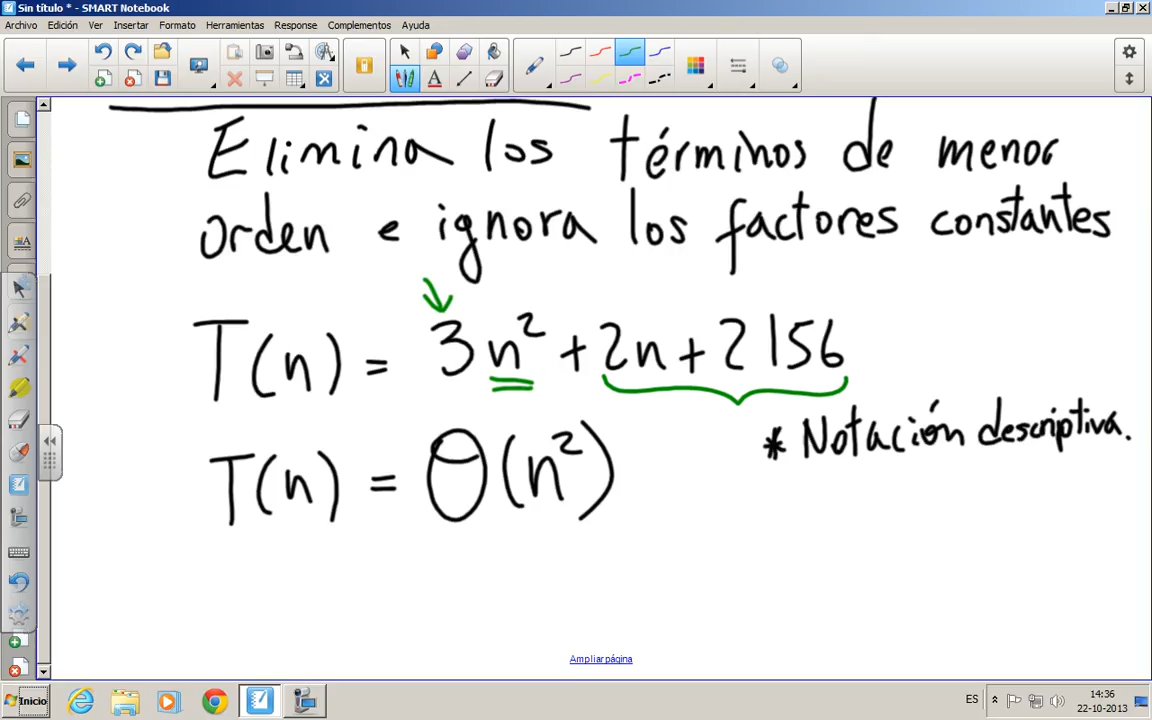 Sin título * - SMART Notebook
Archivo Edición Ver Insertar Formato Herramientas Response Complementos Ayuda
Elimina los términos de menor
orden e ignora los factores constantes
T(n) = 3n² + 2n + 2156
* Notación descriptiva.
T(n) = Θ(n²)
Ampliar página
Inicio
ES
14:36
22-10-2013